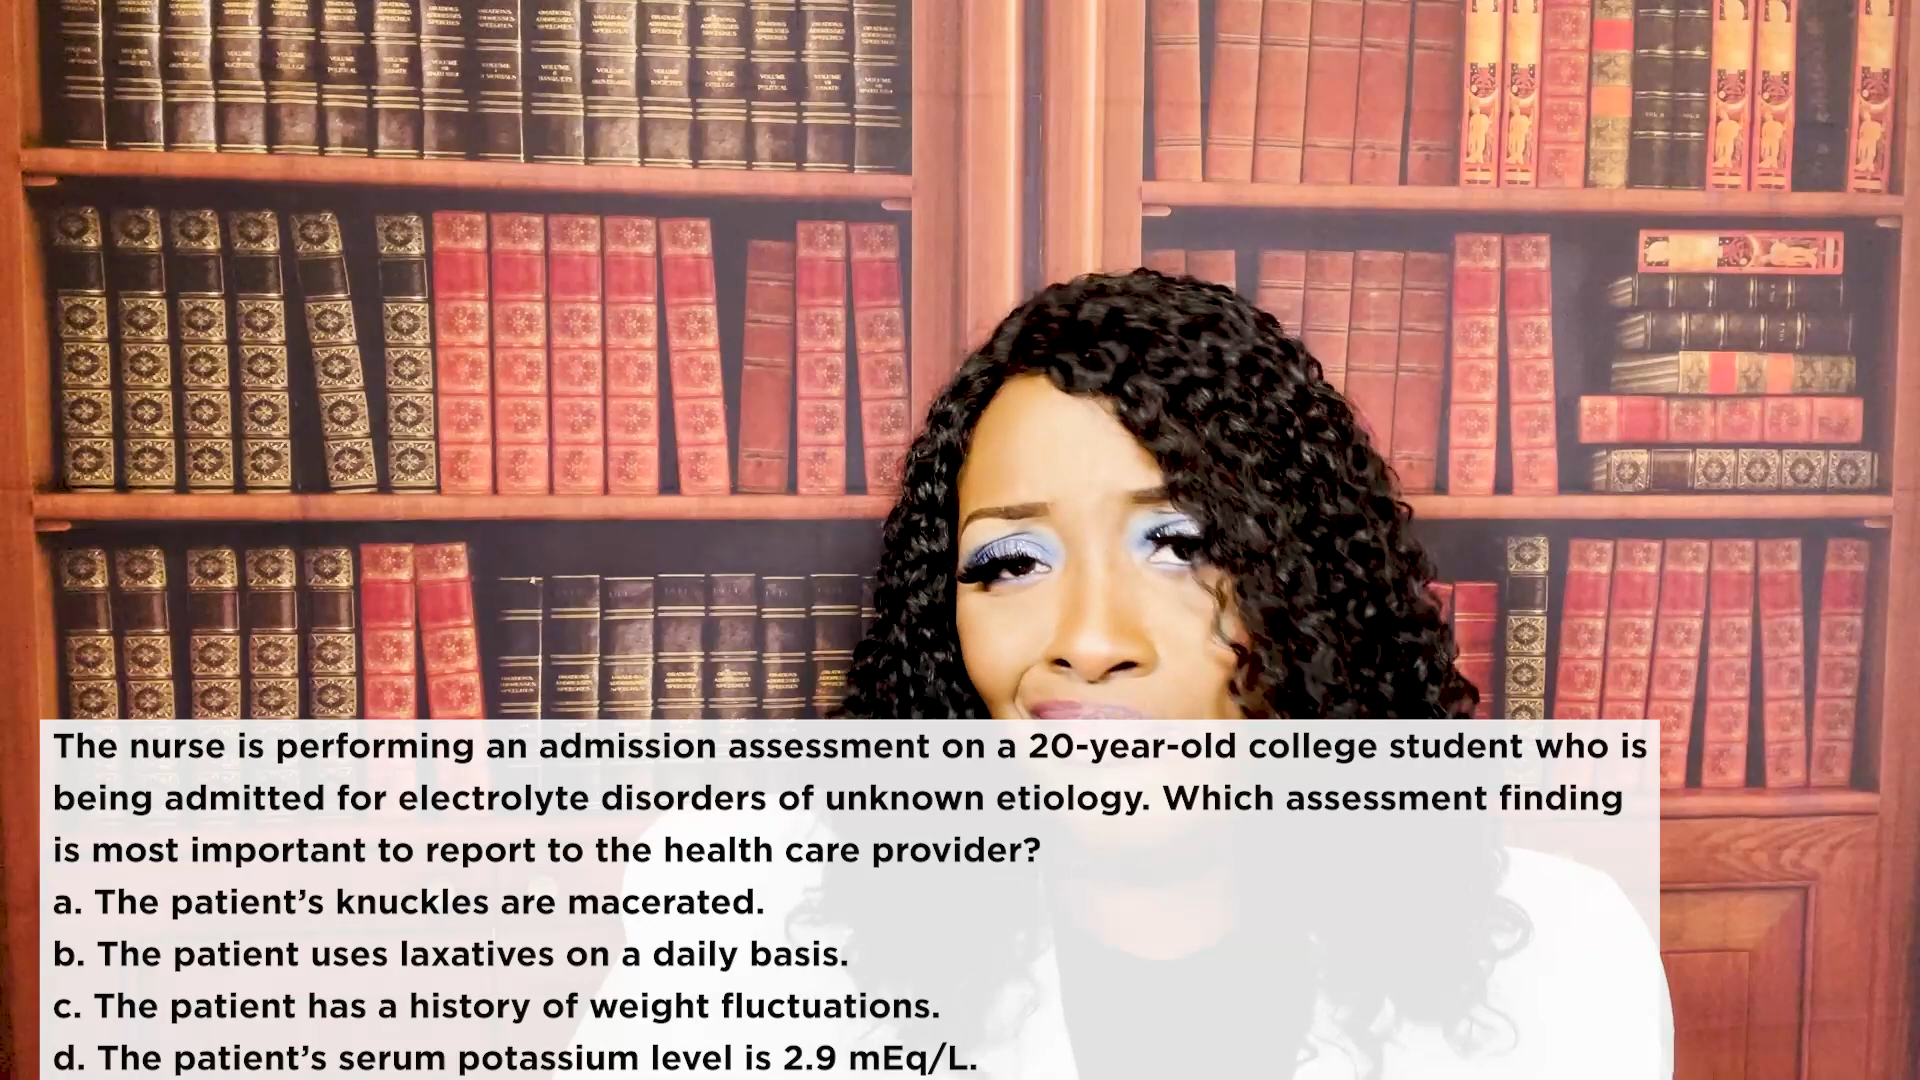 The nurse is performing an admission assessment on a 20-year-old college student who is
being admitted for electrolyte disorders of unknown etiology. Which assessment finding
is most important to report to the health care provider?
a. The patient’s knuckles are macerated.
b. The patient uses laxatives on a daily basis.
c. The patient has a history of weight fluctuations.
d. The patient’s serum potassium level is 2.9 mEq/L.